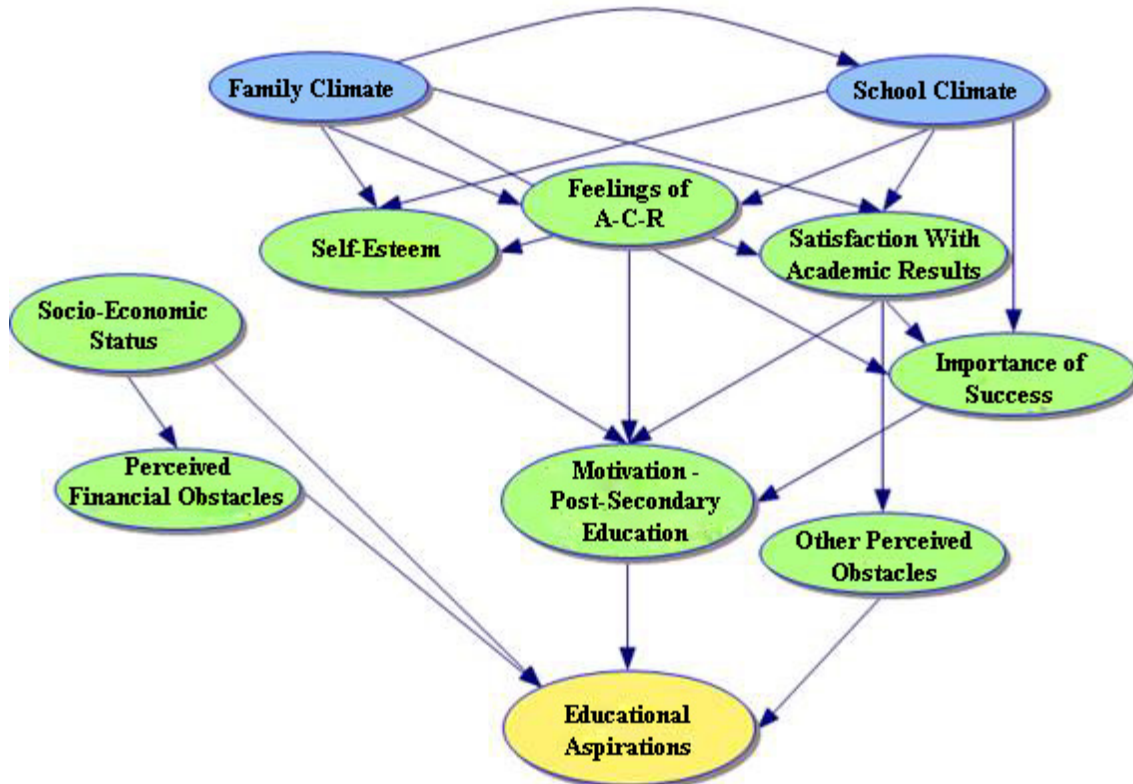 Family Climate
School Climate
Feelings of
A-C-R
Self-Esteem
Satisfaction With
Academic Results
Socio-Economic
Status
Importance of
Success
Perceived
Financial Obstacles
Motivation -
Post-Secondary
Education
Other Perceived
Obstacles
Educational
Aspirations